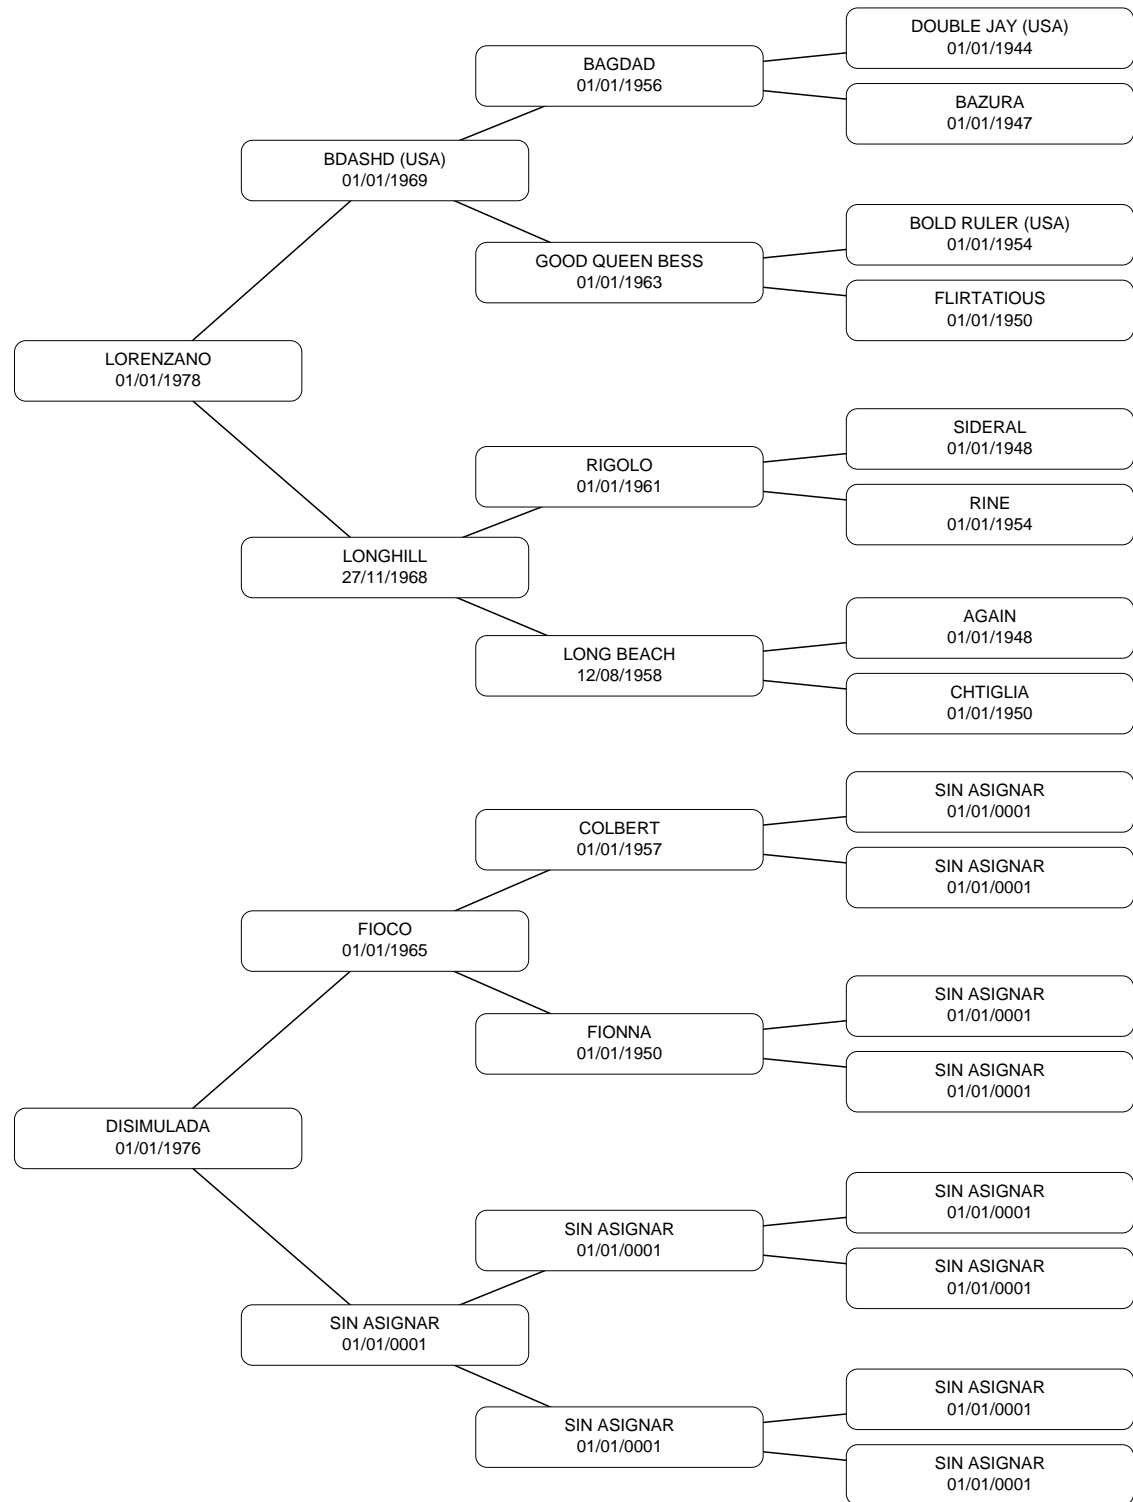 DOUBLE JAY (USA)
01/01/1944
BAGDAD
01/01/1956
BAZURA
01/01/1947
BDASHD (USA)
01/01/1969
BOLD RULER (USA)
01/01/1954
GOOD QUEEN BESS
01/01/1963
FLIRTATIOUS
01/01/1950
LORENZANO
01/01/1978
SIDERAL
01/01/1948
RIGOLO
01/01/1961
RINE
01/01/1954
LONGHILL
27/11/1968
AGAIN
01/01/1948
LONG BEACH
12/08/1958
CHTIGLIA
01/01/1950
SIN ASIGNAR
01/01/0001
COLBERT
01/01/1957
SIN ASIGNAR
01/01/0001
FIOCO
01/01/1965
SIN ASIGNAR
01/01/0001
FIONNA
01/01/1950
SIN ASIGNAR
01/01/0001
DISIMULADA
01/01/1976
SIN ASIGNAR
01/01/0001
SIN ASIGNAR
01/01/0001
SIN ASIGNAR
01/01/0001
SIN ASIGNAR
01/01/0001
SIN ASIGNAR
01/01/0001
SIN ASIGNAR
01/01/0001
SIN ASIGNAR
01/01/0001